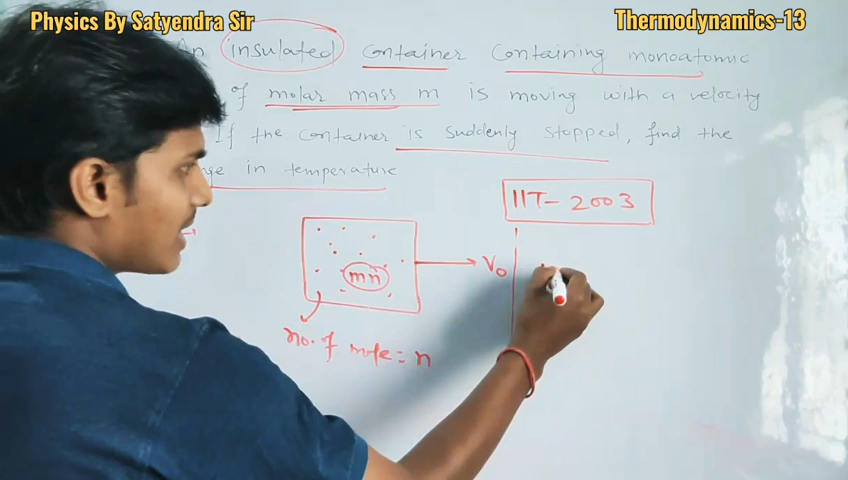 Physics By Satyendra Sir
Thermodynamics-13
An insulated container containing monoatomic
of molar mass m is moving with a velocity
If the container is suddenly stopped, find the
in temperature
IIT-2003
mn
V₀
no. of mole = n